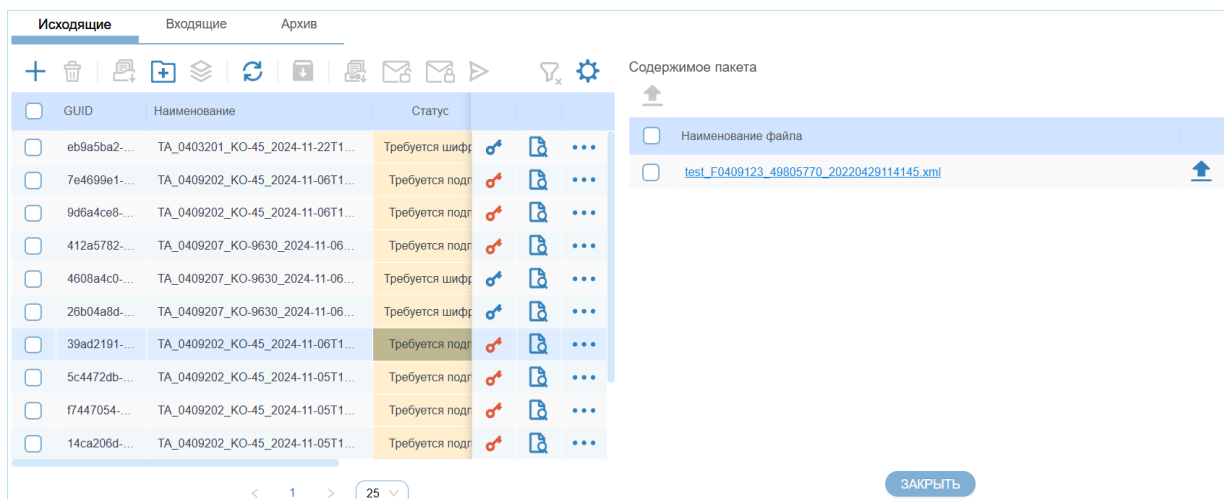 Исходящие Входящие Архив
Содержимое пакета
GUID Наименование Статус
Наименование файла
eb9a5ba2-... TA_0403201_KO-45_2024-11-22T1... Требуется шифр
test_F0409123_49805770_20220429114145.xml
7e4699e1-... TA_0409202_KO-45_2024-11-06T1... Требуется подп
9d6a4ce8-... TA_0409202_KO-45_2024-11-06T1... Требуется подп
412a5782-... TA_0409207_KO-9630_2024-11-06... Требуется подп
4608a4c0-... TA_0409207_KO-9630_2024-11-06... Требуется шифр
26b04a8d-... TA_0409207_KO-9630_2024-11-06... Требуется шифр
39ad2191-... TA_0409202_KO-45_2024-11-06T1... Требуется подп
5c4472db-... TA_0409202_KO-45_2024-11-05T1... Требуется подп
f7447054-... TA_0409202_KO-45_2024-11-05T1... Требуется подп
14ca206d-... TA_0409202_KO-45_2024-11-05T1... Требуется подп
< 1 > 25
ЗАКРЫТЬ